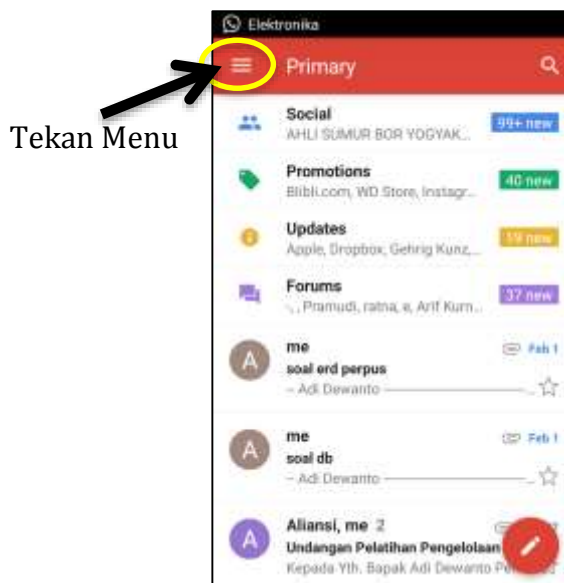 Elektronika
Primary
Tekan Menu
Social
99+ new
AHLI SUMUR BOR YOGYAK...
Promotions
40 new
Blibli.com, WD Store, Instagr...
Updates
19 new
Apple, Dropbox, Gehrig Kunz,...
Forums
37 new
-, , Pramudi, ratna, e, Arif Kurn...
A
me
Feb 1
soal erd perpus
-- Adi Dewanto
A
me
Feb 1
soal db
-- Adi Dewanto
A
Aliansi, me 2
Undangan Pelatihan Pengelolaan
Kepada Yth. Bapak Adi Dewanto